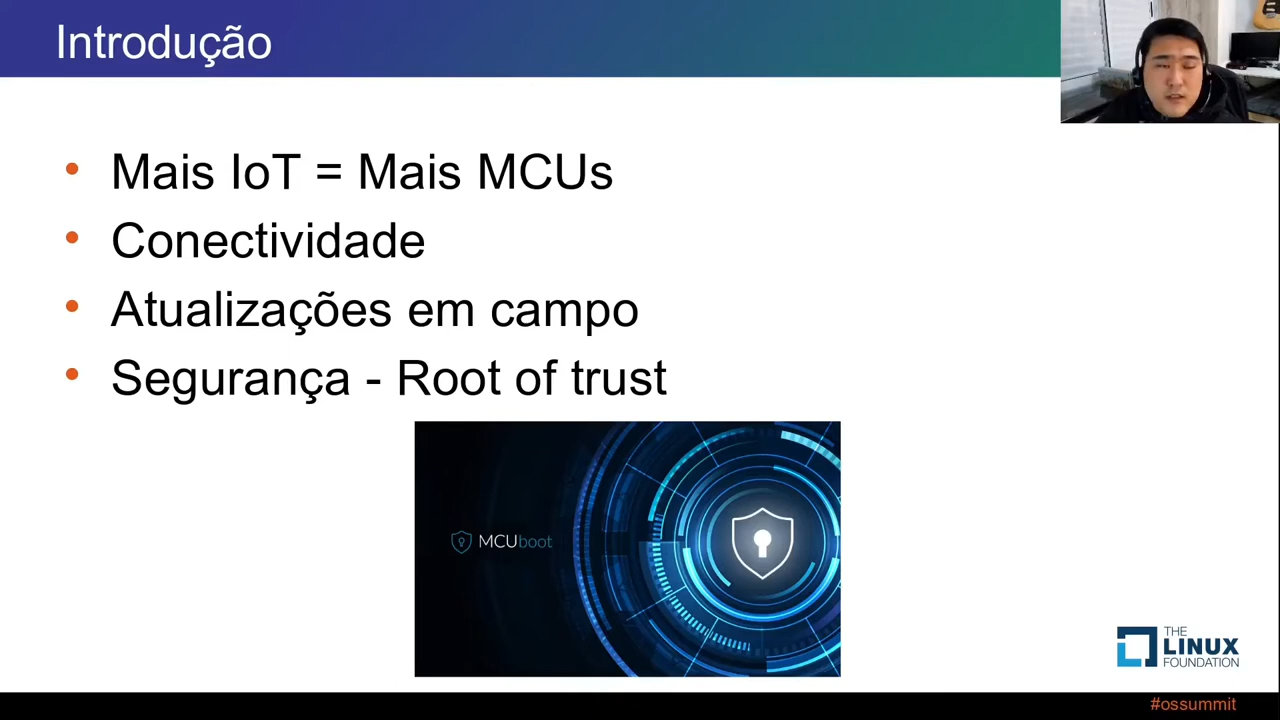 Introdução
• Mais IoT = Mais MCUs
• Conectividade
• Atualizações em campo
• Segurança - Root of trust
MCUboot
THE
LINUX
FOUNDATION
#ossummit